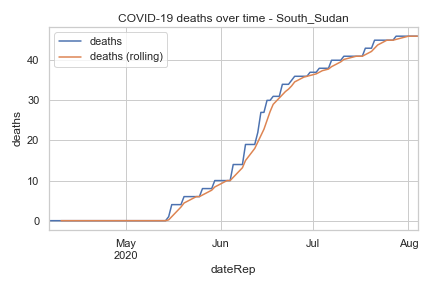 COVID-19 deaths over time - South_Sudan
deaths
deaths (rolling)
40
30
20
10
0
deaths
May
2020
Jun
Jul
Aug
dateRep